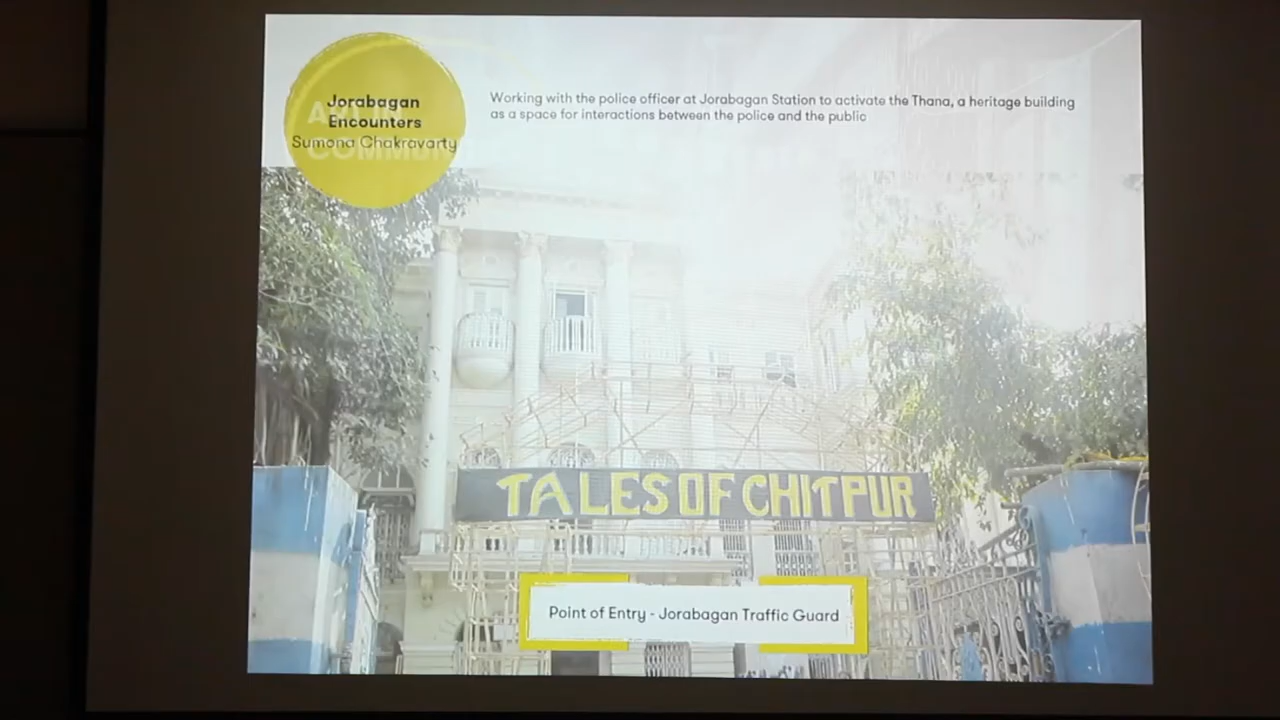 Jorabagan
Encounters
Sumona Chakravarty
Working with the police officer at Jorabagan Station to activate the Thana, a heritage building
as a space for interactions between the police and the public
TALES OF CHITPUR
Point of Entry - Jorabagan Traffic Guard